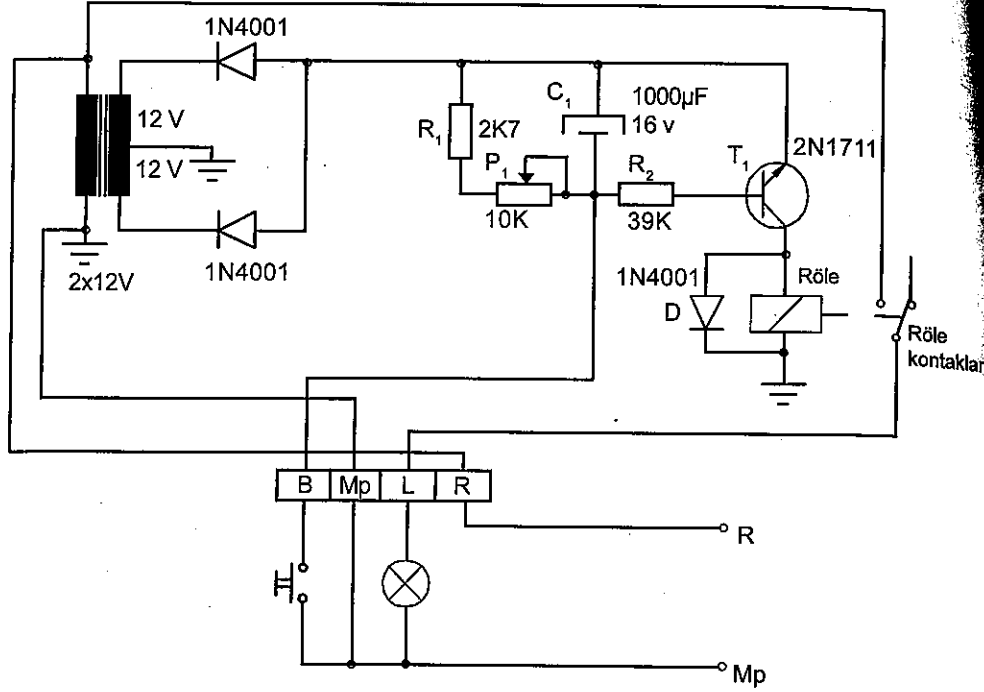 1N4001
12 V
12 V
2x12V
1N4001
R1
2K7
P1
10K
C1
1000µF
16 v
R2
39K
T1
2N1711
1N4001
D
Röle
Röle
kontaklar
B Mp L R
R
Mp